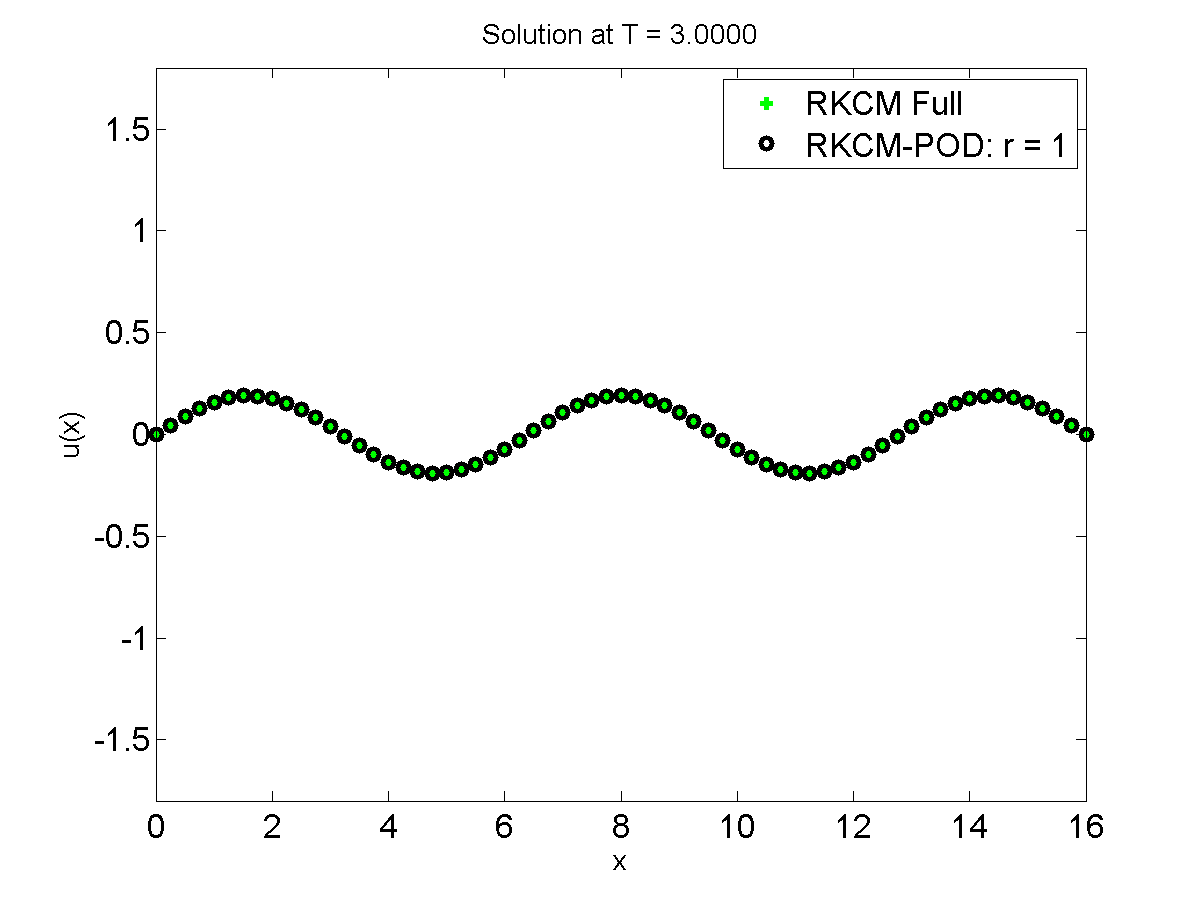 Solution at T = 3.0000
RKCM Full
RKCM-POD: r = 1
1.5
1
0.5
0
-0.5
-1
-1.5
u(x)
0 2 4 6 8 10 12 14 16
x